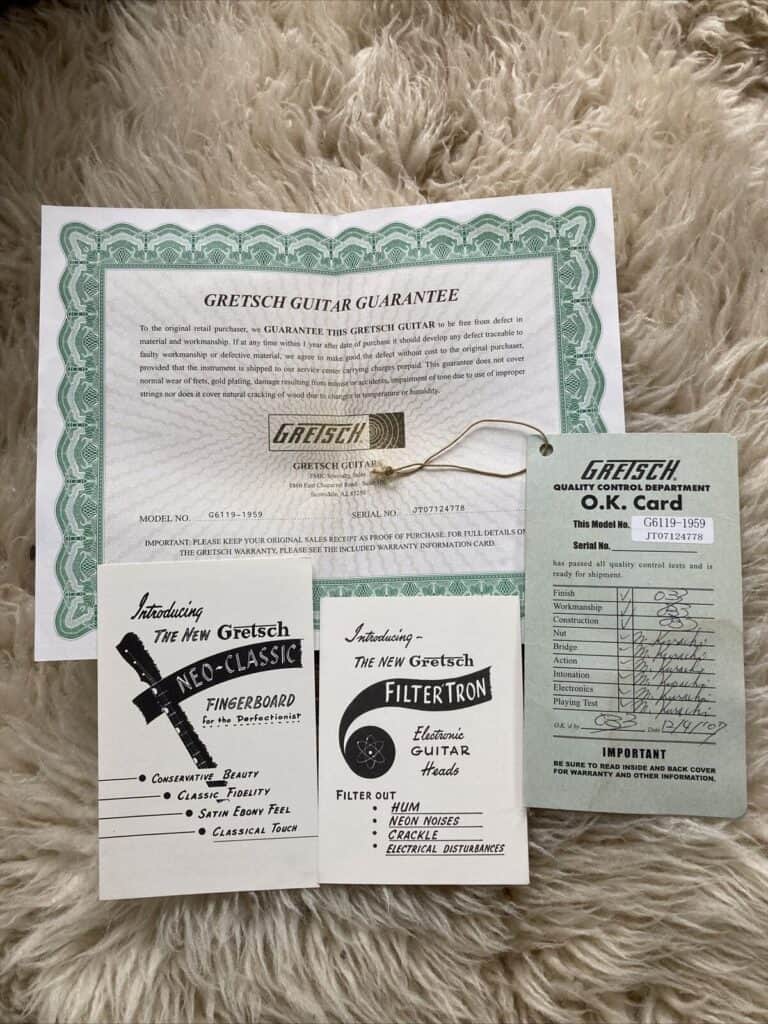 GRETSCH GUITAR GUARANTEE
To the original retail purchaser, we GUARANTEE THIS GRETSCH GUITAR to be free from defect in
material and workmanship. If at any time within 1 year after date of purchase it should develop any defect traceable to
faulty workmanship or defective material, we agree to make good the defect without cost to the original purchaser,
provided that the instrument is shipped to our service center carrying charges prepaid. This guarantee does not cover
normal wear of frets, gold plating, damage resulting from misuse or accidents, impairment of tone due to use of improper
strings nor does it cover natural cracking of wood due to changes in temperature or humidity.
GRETSCH
GRETSCH GUITARS
Scottsdale, AZ 85250
MODEL NO. G6119-1959 SERIAL NO. JT07124778
IMPORTANT: PLEASE KEEP YOUR ORIGINAL SALES RECEIPT AS PROOF OF PURCHASE. FOR FULL DETAILS ON
THE GRETSCH WARRANTY, PLEASE SEE THE INCLUDED WARRANTY INFORMATION CARD.
GRETSCH
QUALITY CONTROL DEPARTMENT
O.K. Card
This Model No. G6119-1959
JT07124778
Serial No.
has passed all quality control tests and is
ready for shipment.
Finish ✓ 033
Workmanship ✓ 033
Construction ✓ 033
Nut ✓
Bridge ✓
Action ✓
Intonation ✓
Electronics ✓
Playing Test ✓
O.K.'d by 033 Date 12/4/'07
IMPORTANT
BE SURE TO READ INSIDE AND BACK COVER
FOR WARRANTY AND OTHER INFORMATION.
Introducing
THE NEW Gretsch
NEO-CLASSIC
FINGERBOARD
for the Perfectionist
• CONSERVATIVE BEAUTY
• CLASSIC FIDELITY
• SATIN EBONY FEEL
• CLASSICAL TOUCH
Introducing-
THE NEW Gretsch
FILTER'TRON
Electronic
GUITAR
Heads
FILTER OUT
• HUM
• NEON NOISES
• CRACKLE
• ELECTRICAL DISTURBANCES